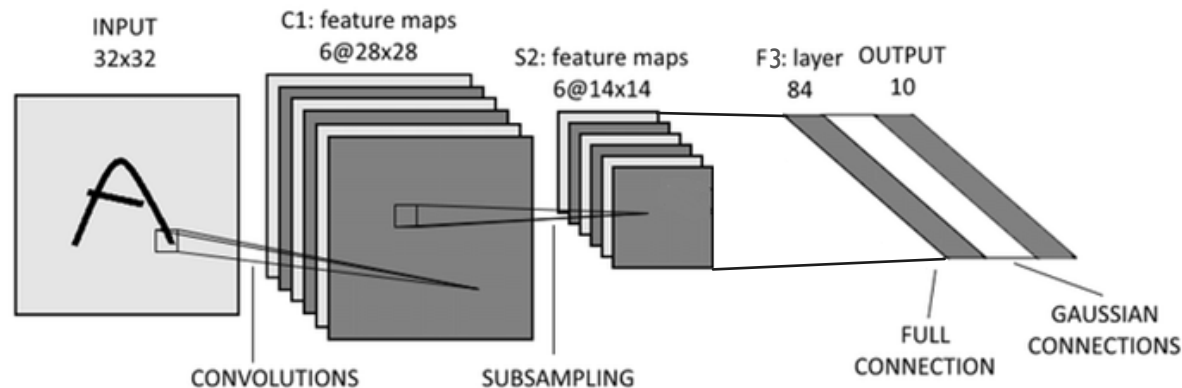 INPUT
32x32
C1: feature maps
6@28x28
S2: feature maps
6@14x14
F3: layer
84
OUTPUT
10
A
CONVOLUTIONS
SUBSAMPLING
FULL
CONNECTION
GAUSSIAN
CONNECTIONS